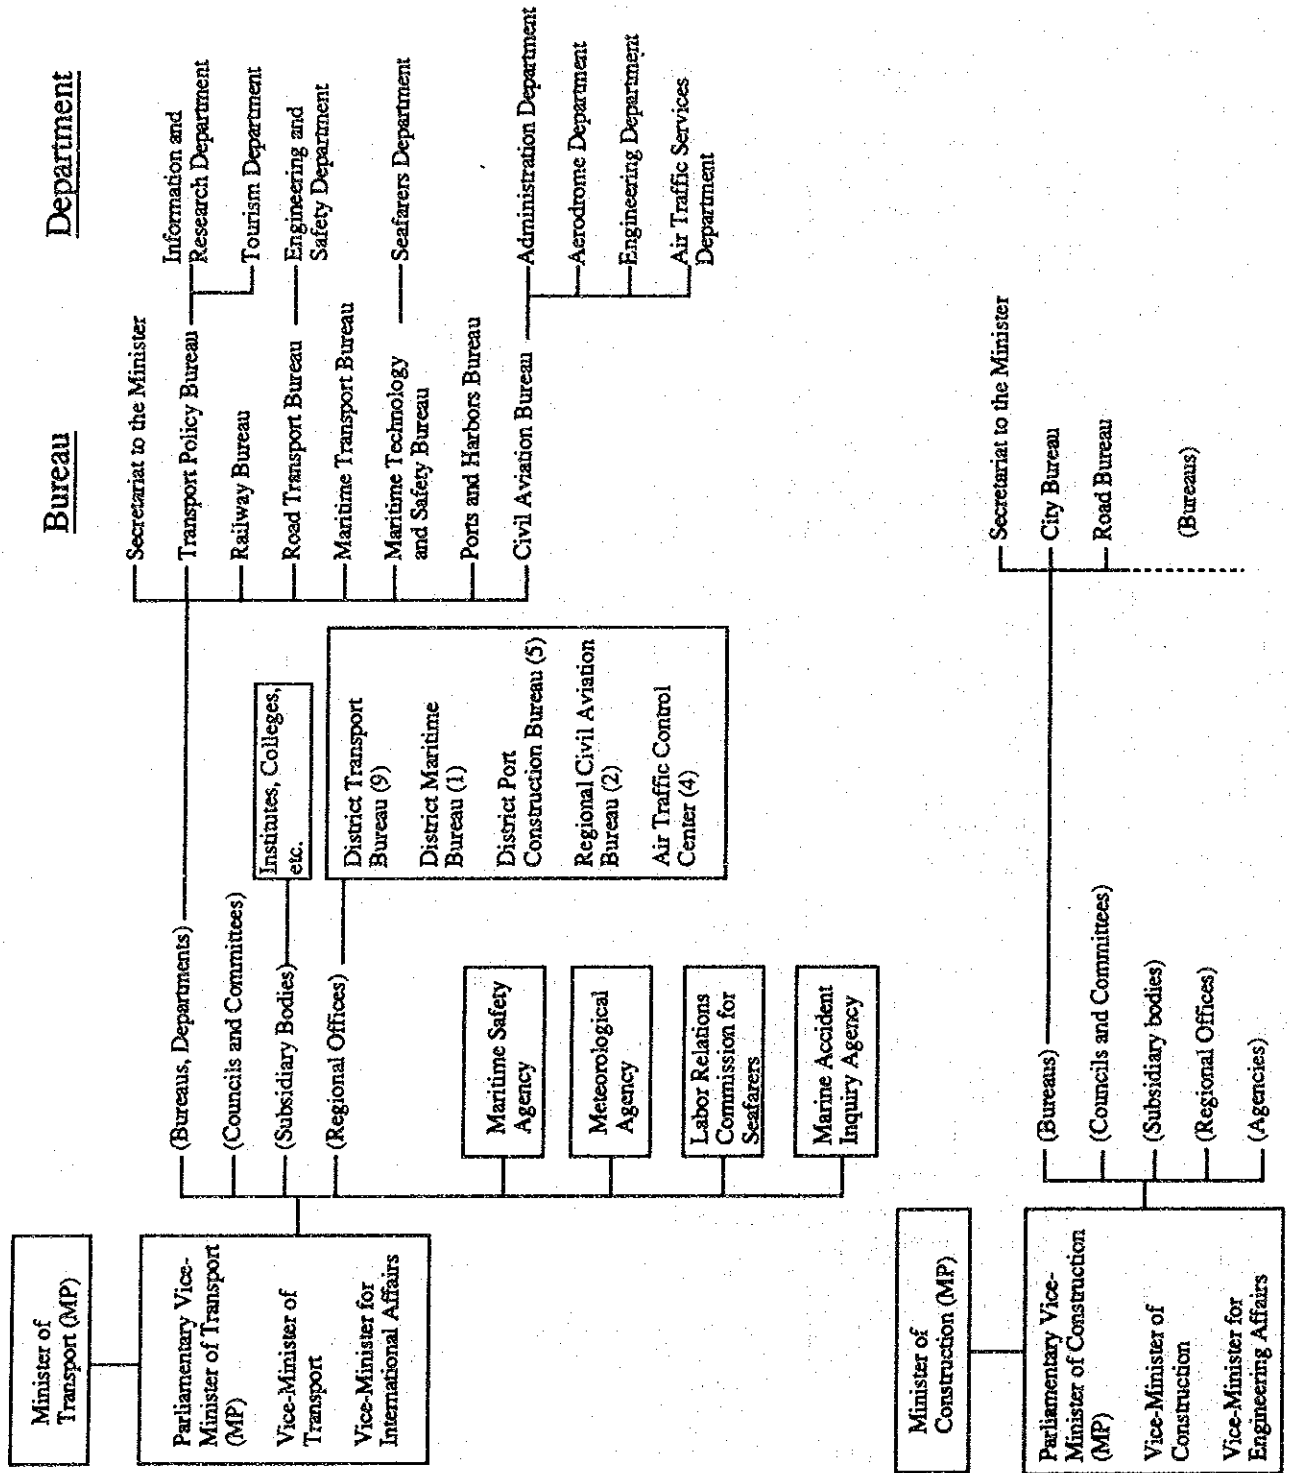 Bureau
Department
Minister of
Transport (MP)
Parliamentary Vice-
Minister of Transport
(MP)
Vice-Minister of
Transport
Vice-Minister for
International Affairs
(Bureaus, Departments)
(Councils and Committees)
(Subsidiary Bodies)
(Regional Offices)
Maritime Safety
Agency
Meteorological
Agency
Labor Relations
Commission for
Seafarers
Marine Accident
Inquiry Agency
Institutes, Colleges,
etc.
District Transport
Bureau (9)
District Maritime
Bureau (1)
District Port
Construction Bureau (5)
Regional Civil Aviation
Bureau (2)
Air Traffic Control
Center (4)
Secretariat to the Minister
Transport Policy Bureau
Railway Bureau
Road Transport Bureau
Maritime Transport Bureau
Maritime Technology
and Safety Bureau
Ports and Harbors Bureau
Civil Aviation Bureau
Information and
Research Department
Tourism Department
Engineering and
Safety Department
Seafarers Department
Administration Department
Aerodrome Department
Engineering Department
Air Traffic Services
Department
Minister of
Construction (MP)
Parliamentary Vice-
Minister of Construction
(MP)
Vice-Minister of
Construction
Vice-Minister for
Engineering Affairs
(Bureaus)
(Councils and Committees)
(Subsidiary bodies)
(Regional Offices)
(Agencies)
Secretariat to the Minister
City Bureau
Road Bureau
(Bureaus)